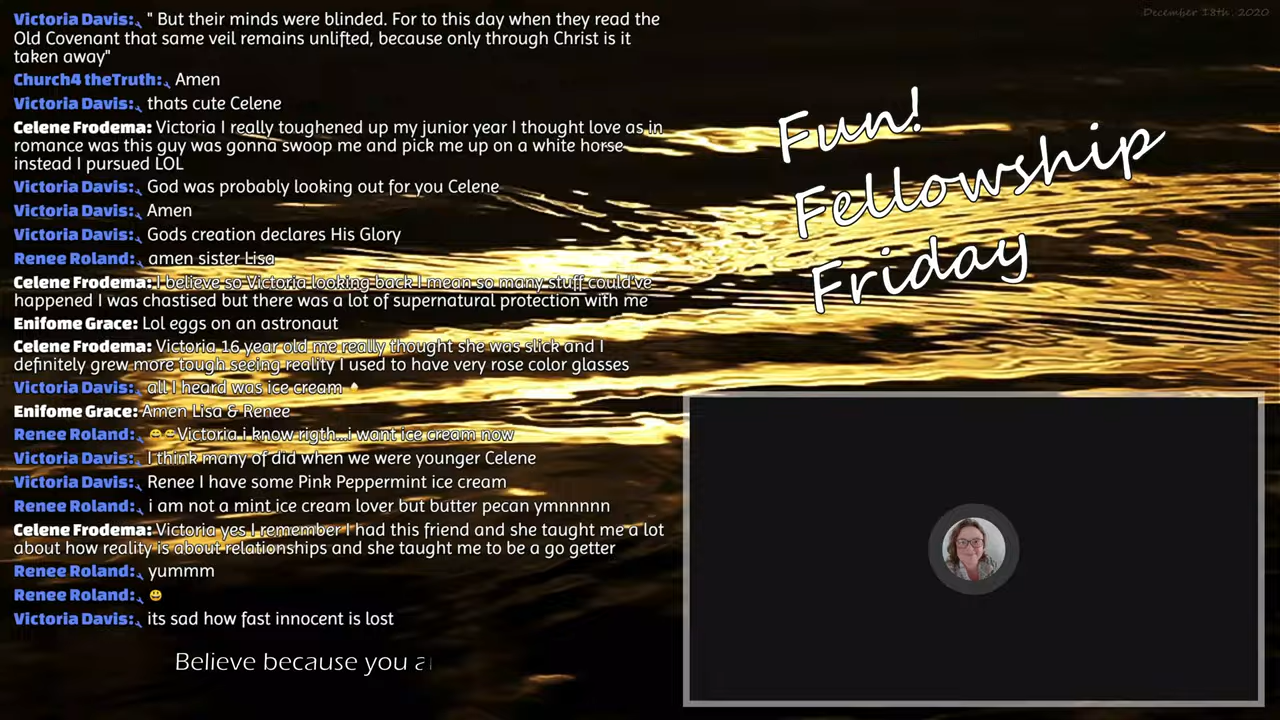 December 18th, 2020
Victoria Davis: " But their minds were blinded. For to this day when they read the
Old Covenant that same veil remains unlifted, because only through Christ is it
taken away"
Church4 theTruth: Amen
Victoria Davis: thats cute Celene
Celene Frodema: Victoria I really toughened up my junior year I thought love as in
romance was this guy was gonna swoop me and pick me up on a white horse
instead I pursued LOL
Victoria Davis: God was probably looking out for you Celene
Victoria Davis: Amen
Victoria Davis: Gods creation declares His Glory
Renee Roland: amen sister Lisa
Celene Frodema: I believe so Victoria looking back I mean so many stuff could've
happened I was chastised but there was a lot of supernatural protection with me
Enifome Grace: Lol eggs on an astronaut
Celene Frodema: Victoria 16 year old me really thought she was slick and I
definitely grew more tough seeing reality I used to have very rose color glasses
Victoria Davis: all I heard was ice cream
Enifome Grace: Amen Lisa & Renee
Renee Roland: 😄😄Victoria i know rigth...i want ice cream now
Victoria Davis: I think many of did when we were younger Celene
Victoria Davis: Renee I have some Pink Peppermint ice cream
Renee Roland: i am not a mint ice cream lover but butter pecan ymnnnnn
Celene Frodema: Victoria yes I remember I had this friend and she taught me a lot
about how reality is about relationships and she taught me to be a go getter
Renee Roland: yummm
Renee Roland: 😃
Victoria Davis: its sad how fast innocent is lost
Believe because you a
Fun!
Fellowship
Friday